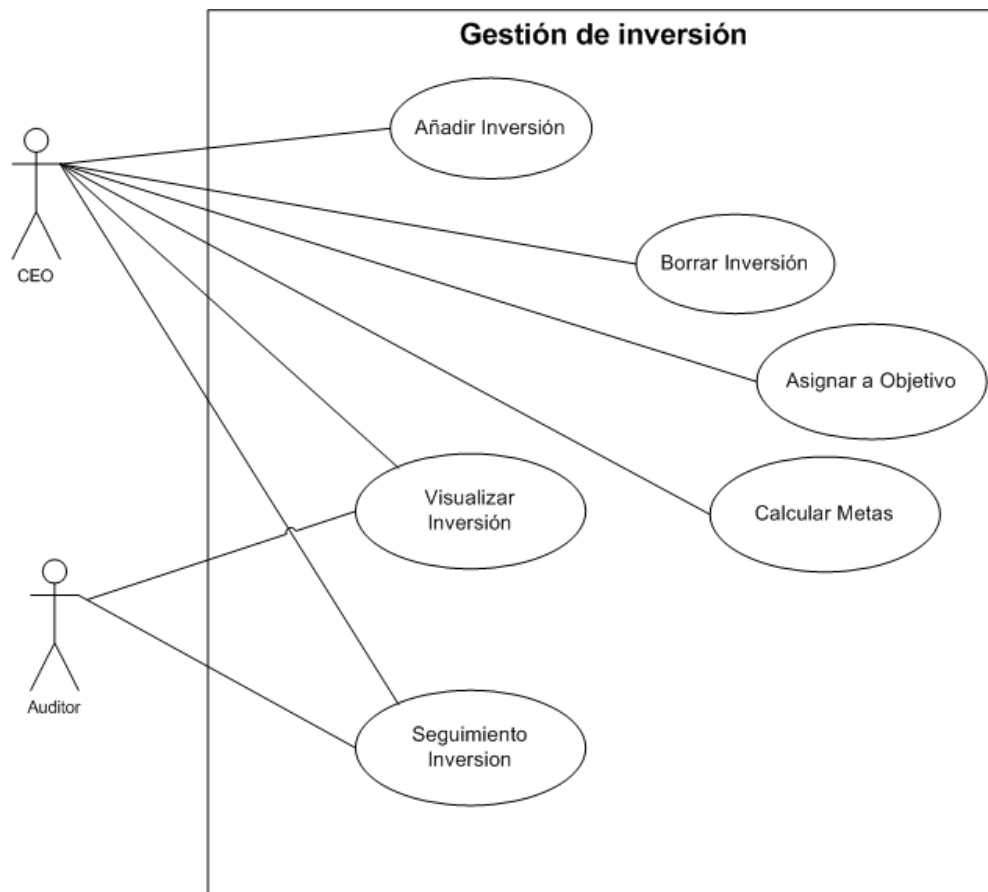 Gestión de inversión
Añadir Inversión
CEO
Borrar Inversión
Asignar a Objetivo
Visualizar
Inversión
Calcular Metas
Auditor
Seguimiento
Inversion